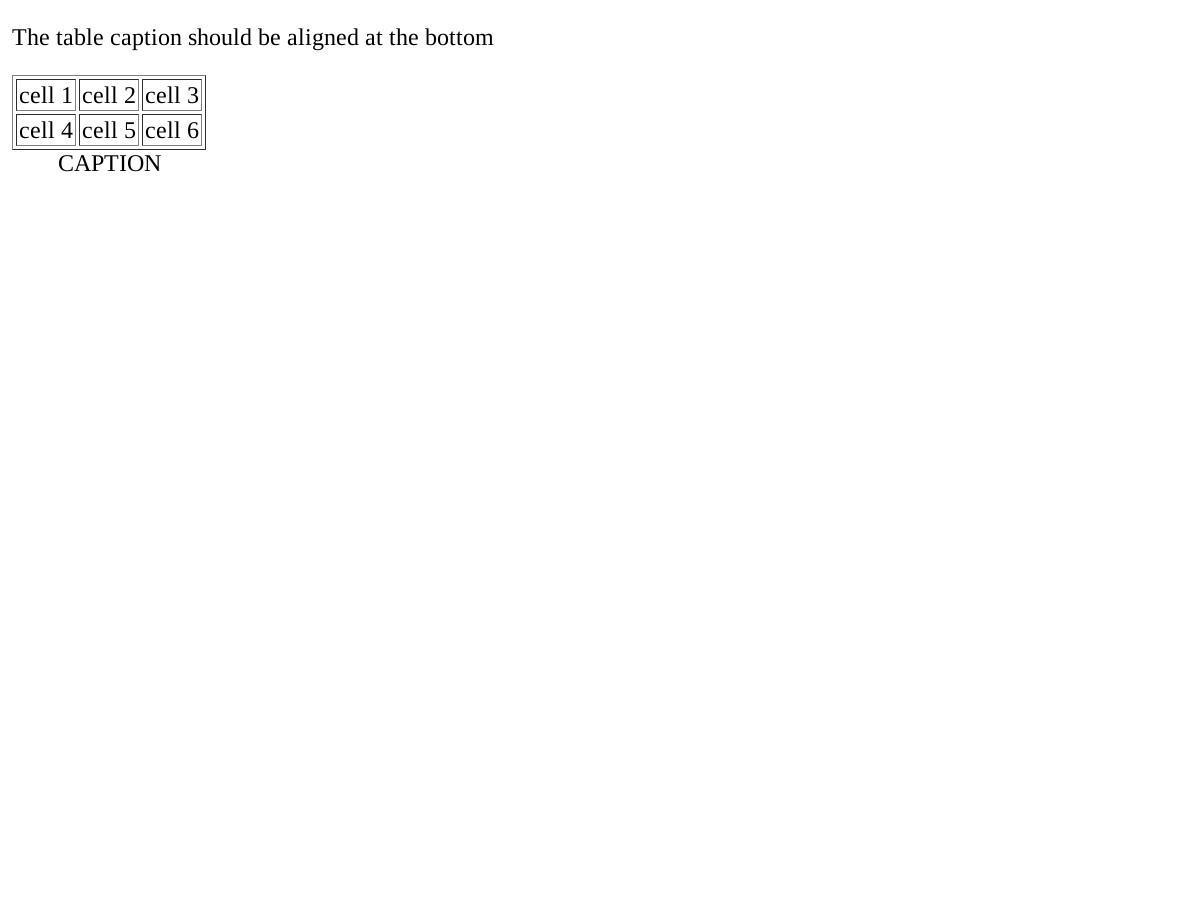 The table caption should be aligned at the bottom
cell 1 cell 2 cell 3
cell 4 cell 5 cell 6
CAPTION